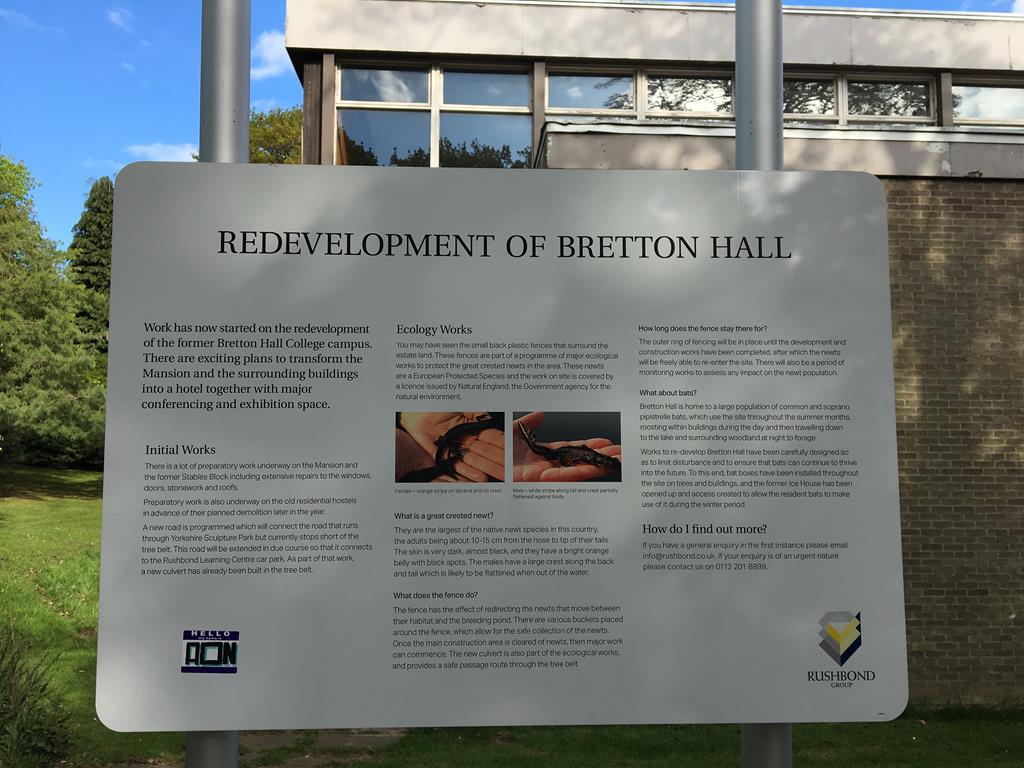 REDEVELOPMENT OF BRETTON HALL
Work has now started on the redevelopment
of the former Bretton Hall College campus.
There are exciting plans to transform the
Mansion and the surrounding buildings
into a hotel together with major
conferencing and exhibition space.
Initial Works
There is a lot of preparatory work underway on the Mansion and
the former Stables Block including extensive repairs to the windows,
doors, stonework and roofs.
Preparatory work is also underway on the old residential hostels
in advance of their planned demolition later in the year.
A new road is programmed which will connect the road that runs
through Yorkshire Sculpture Park but currently stops short of the
tree belt. This road will be extended in due course so that it connects
to the Rushbond Learning Centre car park. As part of that work,
a new culvert has already been built in the tree belt.
HELLO
my name is
Ecology Works
You may have seen the small black plastic fences that surround the
estate land. These fences are part of a programme of major ecological
works to protect the great crested newts in the area. These newts
are a European Protected Species and the work on site is covered by
a licence issued by Natural England, the Government agency for the
natural environment.
Female – orange stripe on tail end and no crest
Male – white stripe along tail and crest partially
flattened against body
What is a great crested newt?
They are the largest of the native newt species in this country,
the adults being about 10-15 cm from the nose to tip of their tails.
The skin is very dark, almost black, and they have a bright orange
belly with black spots. The males have a large crest along the back
and tail which is likely to be flattened when out of the water.
What does the fence do?
The fence has the effect of redirecting the newts that move between
their habitat and the breeding pond. There are various buckets placed
around the fence, which allow for the safe collection of the newts.
Once the main construction area is cleared of newts, then major work
can commence. The new culvert is also part of the ecological works,
and provides a safe passage route through the tree belt.
How long does the fence stay there for?
The outer ring of fencing will be in place until the development and
construction works have been completed, after which the newts
will be freely able to re-enter the site. There will also be a period of
monitoring works to assess any impact on the newt population.
What about bats?
Bretton Hall is home to a large population of common and soprano
pipistrelle bats, which use the site throughout the summer months,
roosting within buildings during the day and then travelling down
to the lake and surrounding woodland at night to forage.
Works to re-develop Bretton Hall have been carefully designed so
as to limit disturbance and to ensure that bats can continue to thrive
into the future. To this end, bat boxes have been installed throughout
the site on trees and buildings, and the former Ice House has been
opened up and access created to allow the resident bats to make
use of it during the winter period.
How do I find out more?
If you have a general enquiry in the first instance please email
info@rushbond.co.uk. If your enquiry is of an urgent nature
please contact us on 0113 201 8899.
RUSHBOND
GROUP